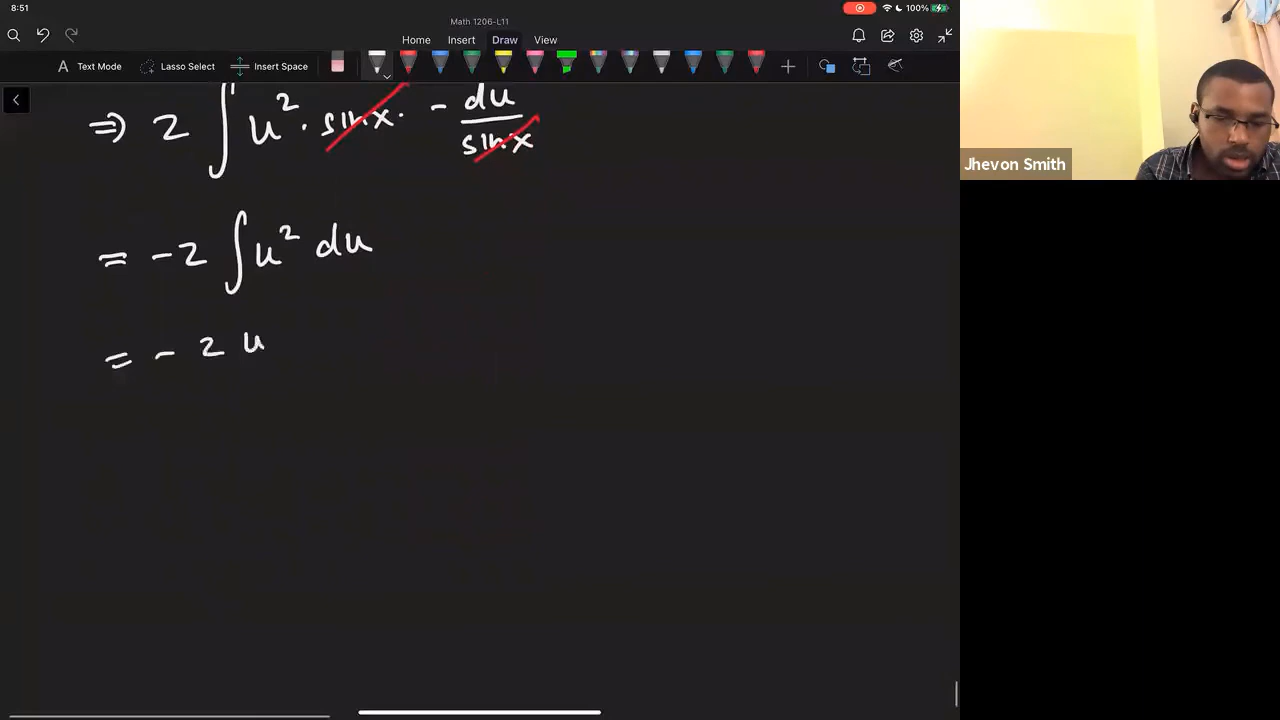 8:51
100%
Math 1206-L11
Home Insert Draw View
Text Mode Lasso Select Insert Space
⇒ 2 ∫ u² · sin x · - du/sin x
= -2 ∫ u² du
= - 2 u
Jhevon Smith